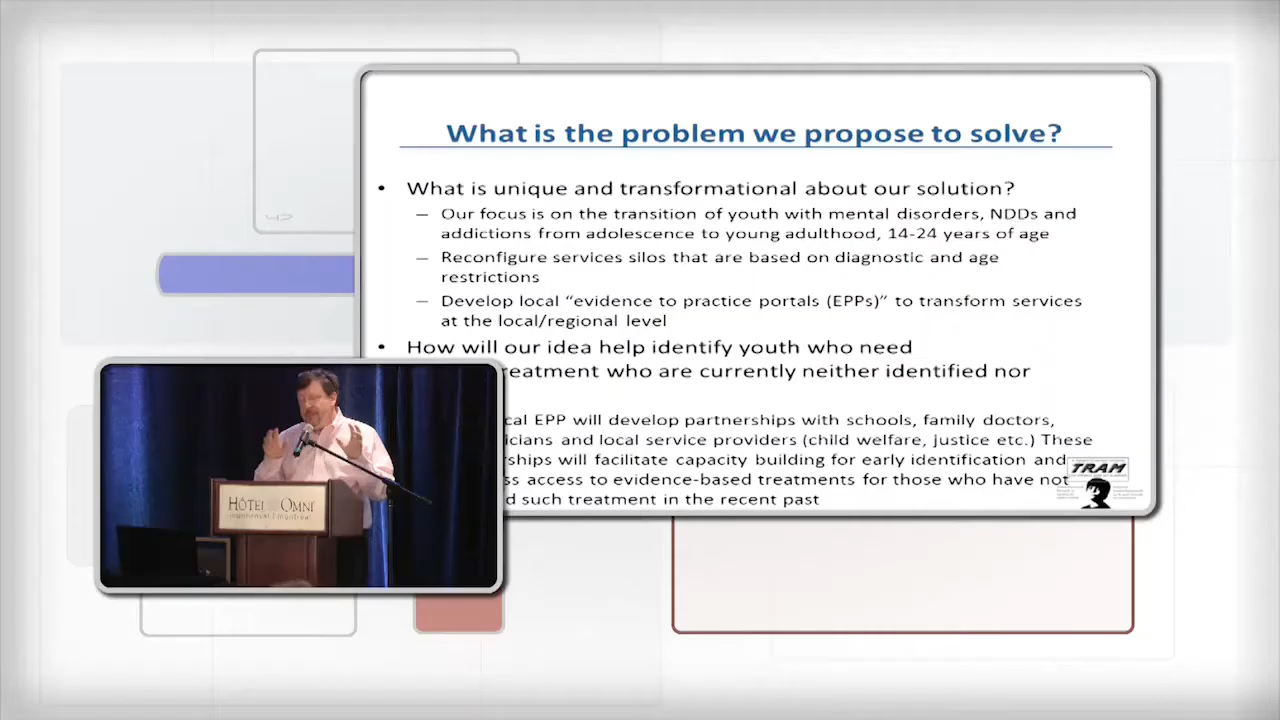 What is the problem we propose to solve?
• What is unique and transformational about our solution?
– Our focus is on the transition of youth with mental disorders, NDDs and
addictions from adolescence to young adulthood, 14-24 years of age
– Reconfigure services silos that are based on diagnostic and age
restrictions
– Develop local “evidence to practice portals (EPPs)” to transform services
at the local/regional level
• How will our idea help identify youth who need
reatment who are currently neither identified nor
cal EPP will develop partnerships with schools, family doctors,
icians and local service providers (child welfare, justice etc.) These
ships will facilitate capacity building for early identification and
ss access to evidence-based treatments for those who have not
d such treatment in the recent past
TRAM
HÔTEL OMNI
mont-royal | montréal